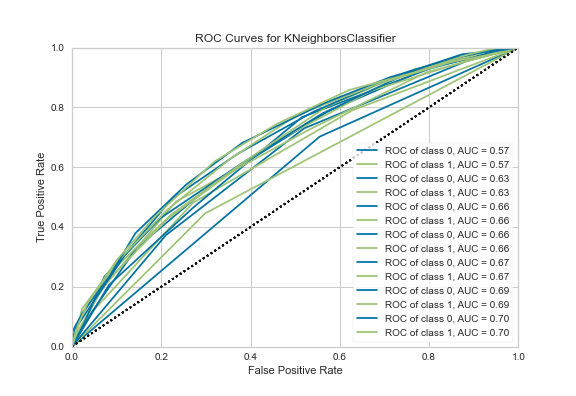 ROC Curves for KNeighborsClassifier
1.0
0.8
0.6
0.4
0.2
0.0
True Positive Rate
ROC of class 0, AUC = 0.57
ROC of class 1, AUC = 0.57
ROC of class 0, AUC = 0.63
ROC of class 1, AUC = 0.63
ROC of class 0, AUC = 0.66
ROC of class 1, AUC = 0.66
ROC of class 0, AUC = 0.66
ROC of class 1, AUC = 0.66
ROC of class 0, AUC = 0.67
ROC of class 1, AUC = 0.67
ROC of class 0, AUC = 0.69
ROC of class 1, AUC = 0.69
ROC of class 0, AUC = 0.70
ROC of class 1, AUC = 0.70
0.0 0.2 0.4 0.6 0.8 1.0
False Positive Rate